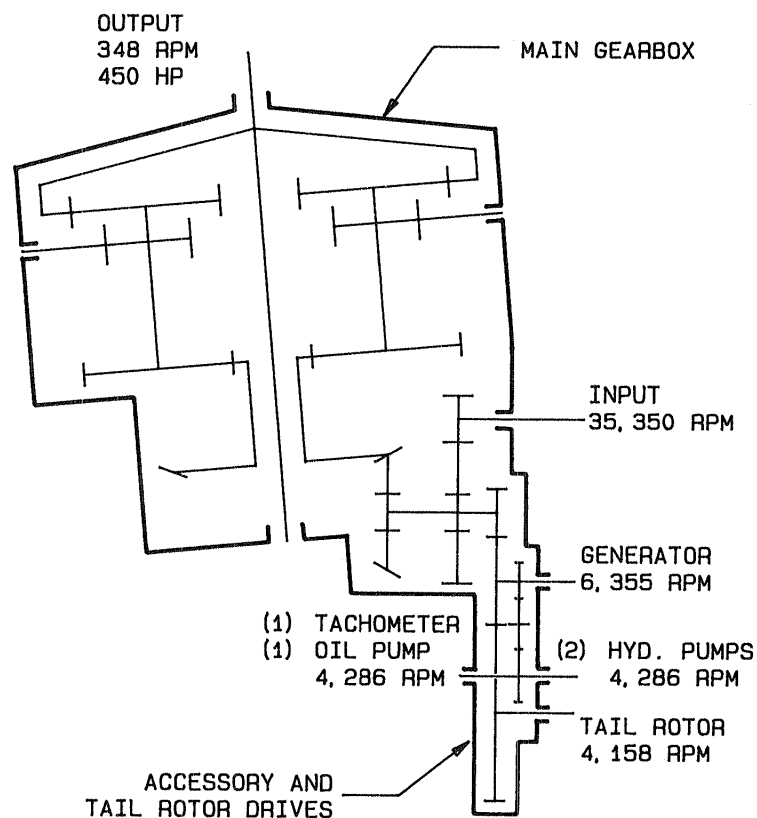 OUTPUT
348 RPM
450 HP
MAIN GEARBOX
INPUT
35,350 RPM
GENERATOR
6,355 RPM
(1) TACHOMETER
(1) OIL PUMP
4,286 RPM
(2) HYD. PUMPS
4,286 RPM
TAIL ROTOR
4,158 RPM
ACCESSORY AND
TAIL ROTOR DRIVES